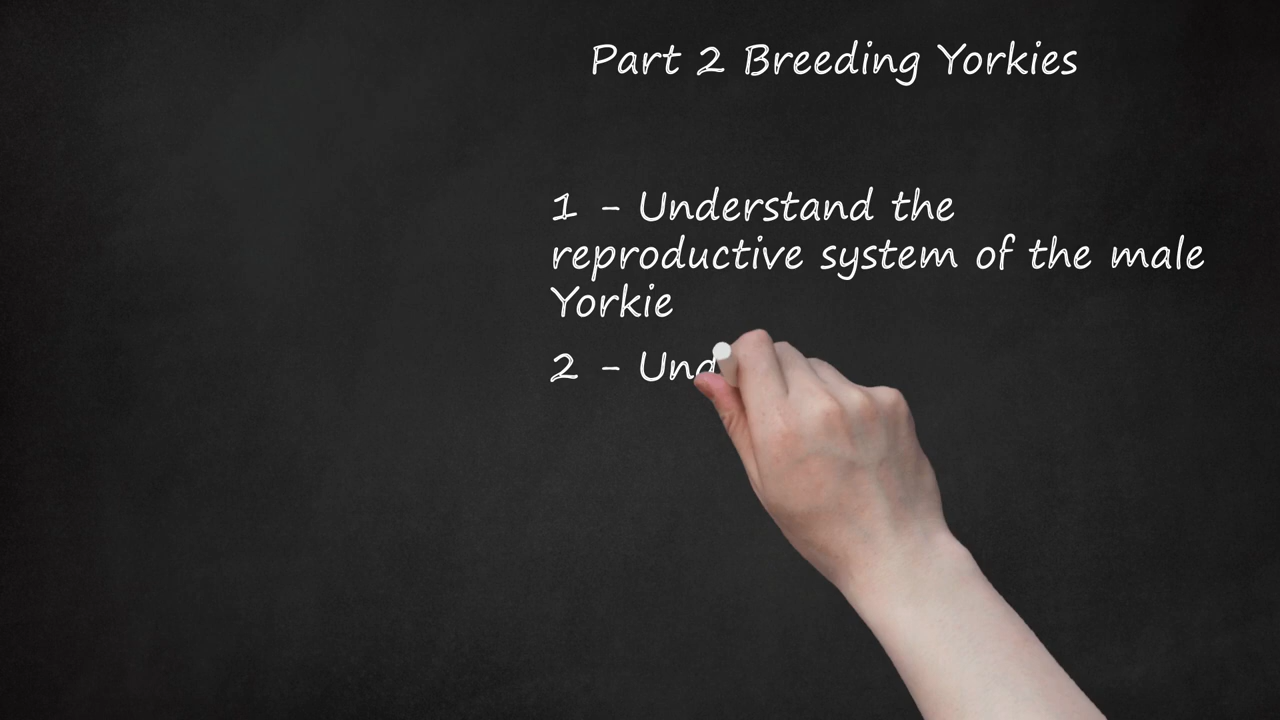 Part 2 Breeding Yorkies
1 - Understand the
reproductive system of the male
Yorkie
2 - Und